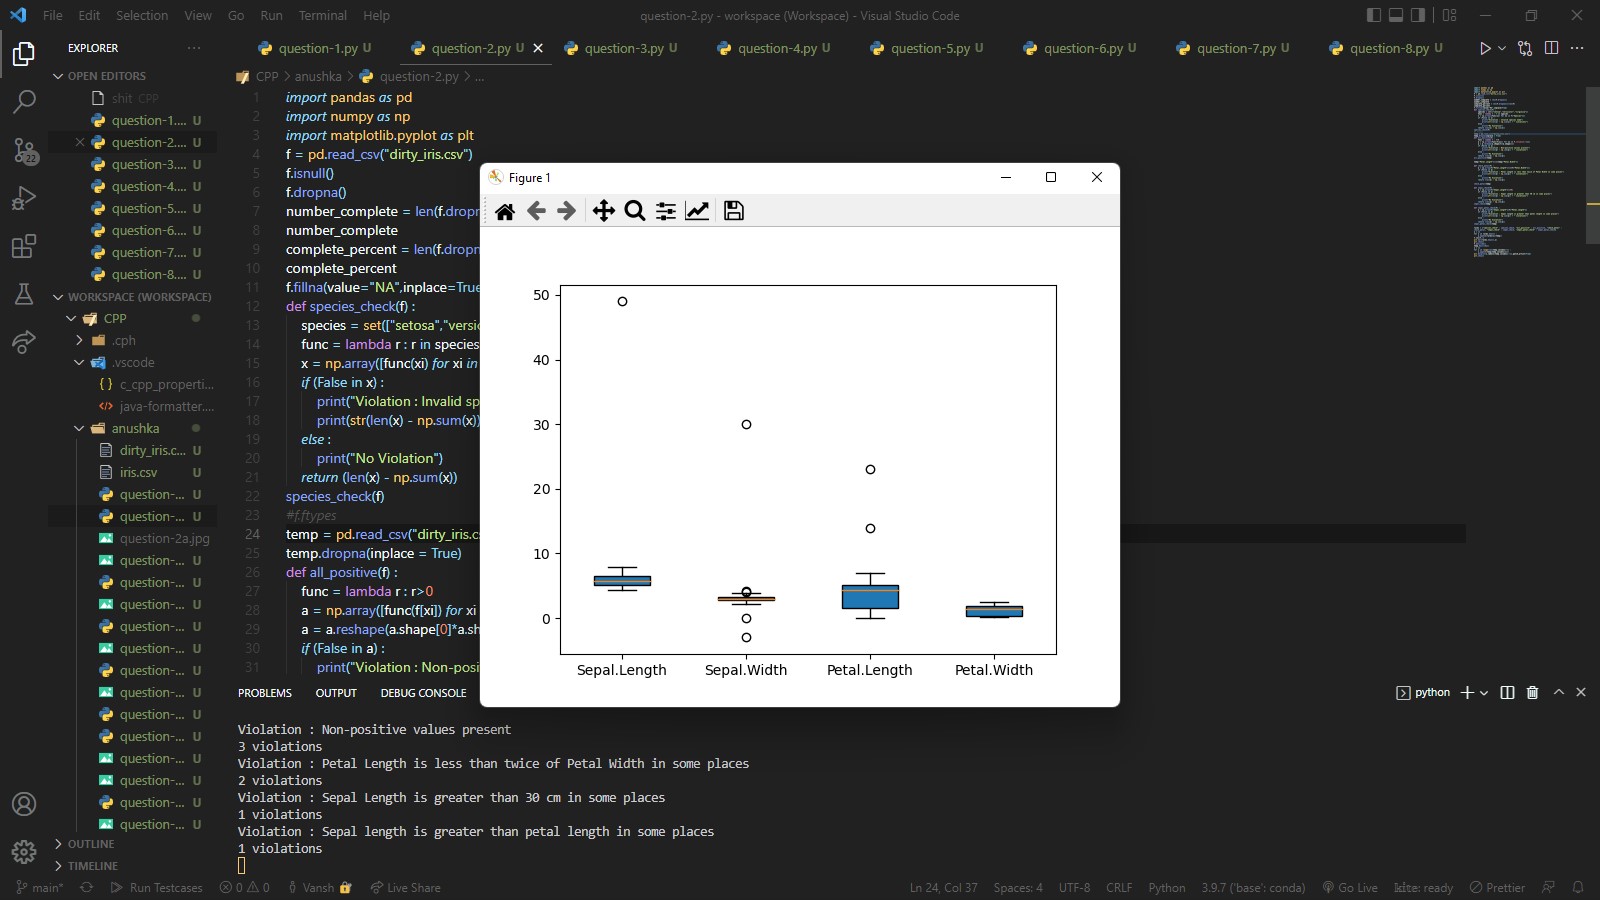 File Edit Selection View Go Run Terminal Help
question-2.py - workspace (Workspace) - Visual Studio Code
EXPLORER
question-1.py U
question-2.py U
question-3.py U
question-4.py U
question-5.py U
question-6.py U
question-7.py U
question-8.py U
OPEN EDITORS
shit CPP
question-1.... U
question-2.... U
question-3.... U
question-4.... U
question-5.... U
question-6.... U
question-7.... U
question-8.... U
WORKSPACE (WORKSPACE)
CPP
.cph
.vscode
c_cpp_properti...
java-formatter....
anushka
dirty_iris.c... U
iris.csv U
question-... U
question-... U
question-2a.jpg
question-... U
question-... U
question-... U
question-... U
question-... U
question-... U
question-... U
question-... U
question-... U
question-... U
question-... U
question-... U
question-... U
OUTLINE
TIMELINE
22
CPP > anushka > question-2.py > ...
1 import pandas as pd
2 import numpy as np
3 import matplotlib.pyplot as plt
4 f = pd.read_csv("dirty_iris.csv")
5 f.isnull()
6 f.dropna()
7 number_complete = len(f.dropn
8 number_complete
9 complete_percent = len(f.dropn
10 complete_percent
11 f.fillna(value="NA",inplace=True
12 def species_check(f) :
13 species = set(["setosa","versic
14 func = lambda r : r in species
15 x = np.array([func(xi) for xi in
16 if (False in x) :
17 print("Violation : Invalid sp
18 print(str(len(x) - np.sum(x))
19 else :
20 print("No Violation")
21 return (len(x) - np.sum(x))
22 species_check(f)
23 #f.ftypes
24 temp = pd.read_csv("dirty_iris.cs
25 temp.dropna(inplace = True)
26 def all_positive(f) :
27 func = lambda r : r>0
28 a = np.array([func(f[xi]) for xi
29 a = a.reshape(a.shape[0]*a.sh
30 if (False in a) :
31 print("Violation : Non-posi
Figure 1
50
40
30
20
10
0
Sepal.Length Sepal.Width Petal.Length Petal.Width
PROBLEMS OUTPUT DEBUG CONSOLE
python
Violation : Non-positive values present
3 violations
Violation : Petal Length is less than twice of Petal Width in some places
2 violations
Violation : Sepal Length is greater than 30 cm in some places
1 violations
Violation : Sepal length is greater than petal length in some places
1 violations
main* Run Testcases 0 0 Vansh Live Share
Ln 24, Col 37 Spaces: 4 UTF-8 CRLF Python 3.9.7 ('base': conda) Go Live kite: ready Prettier